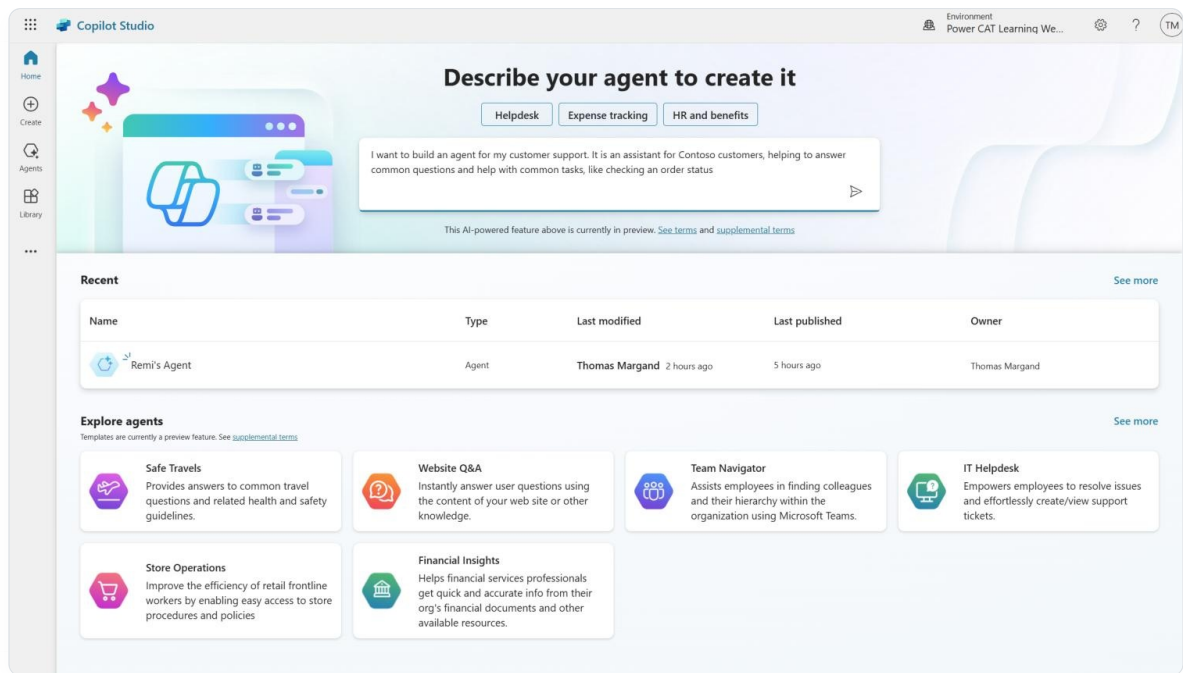 Copilot Studio
Environment
Power CAT Learning We...
TM
Home
Create
Agents
Library
Describe your agent to create it
Helpdesk
Expense tracking
HR and benefits
I want to build an agent for my customer support. It is an assistant for Contoso customers, helping to answer
common questions and help with common tasks, like checking an order status
This AI-powered feature above is currently in preview. See terms and supplemental terms
Recent
See more
Name Type Last modified Last published Owner
Remi's Agent Agent Thomas Margand 2 hours ago 5 hours ago Thomas Margand
Explore agents
See more
Templates are currently a preview feature. See supplemental terms
Safe Travels
Provides answers to common travel
questions and related health and safety
guidelines.
Website Q&A
Instantly answer user questions using
the content of your web site or other
knowledge.
Team Navigator
Assists employees in finding colleagues
and their hierarchy within the
organization using Microsoft Teams.
IT Helpdesk
Empowers employees to resolve issues
and effortlessly create/view support
tickets.
Store Operations
Improve the efficiency of retail frontline
workers by enabling easy access to store
procedures and policies
Financial Insights
Helps financial services professionals
get quick and accurate info from their
org's financial documents and other
available resources.